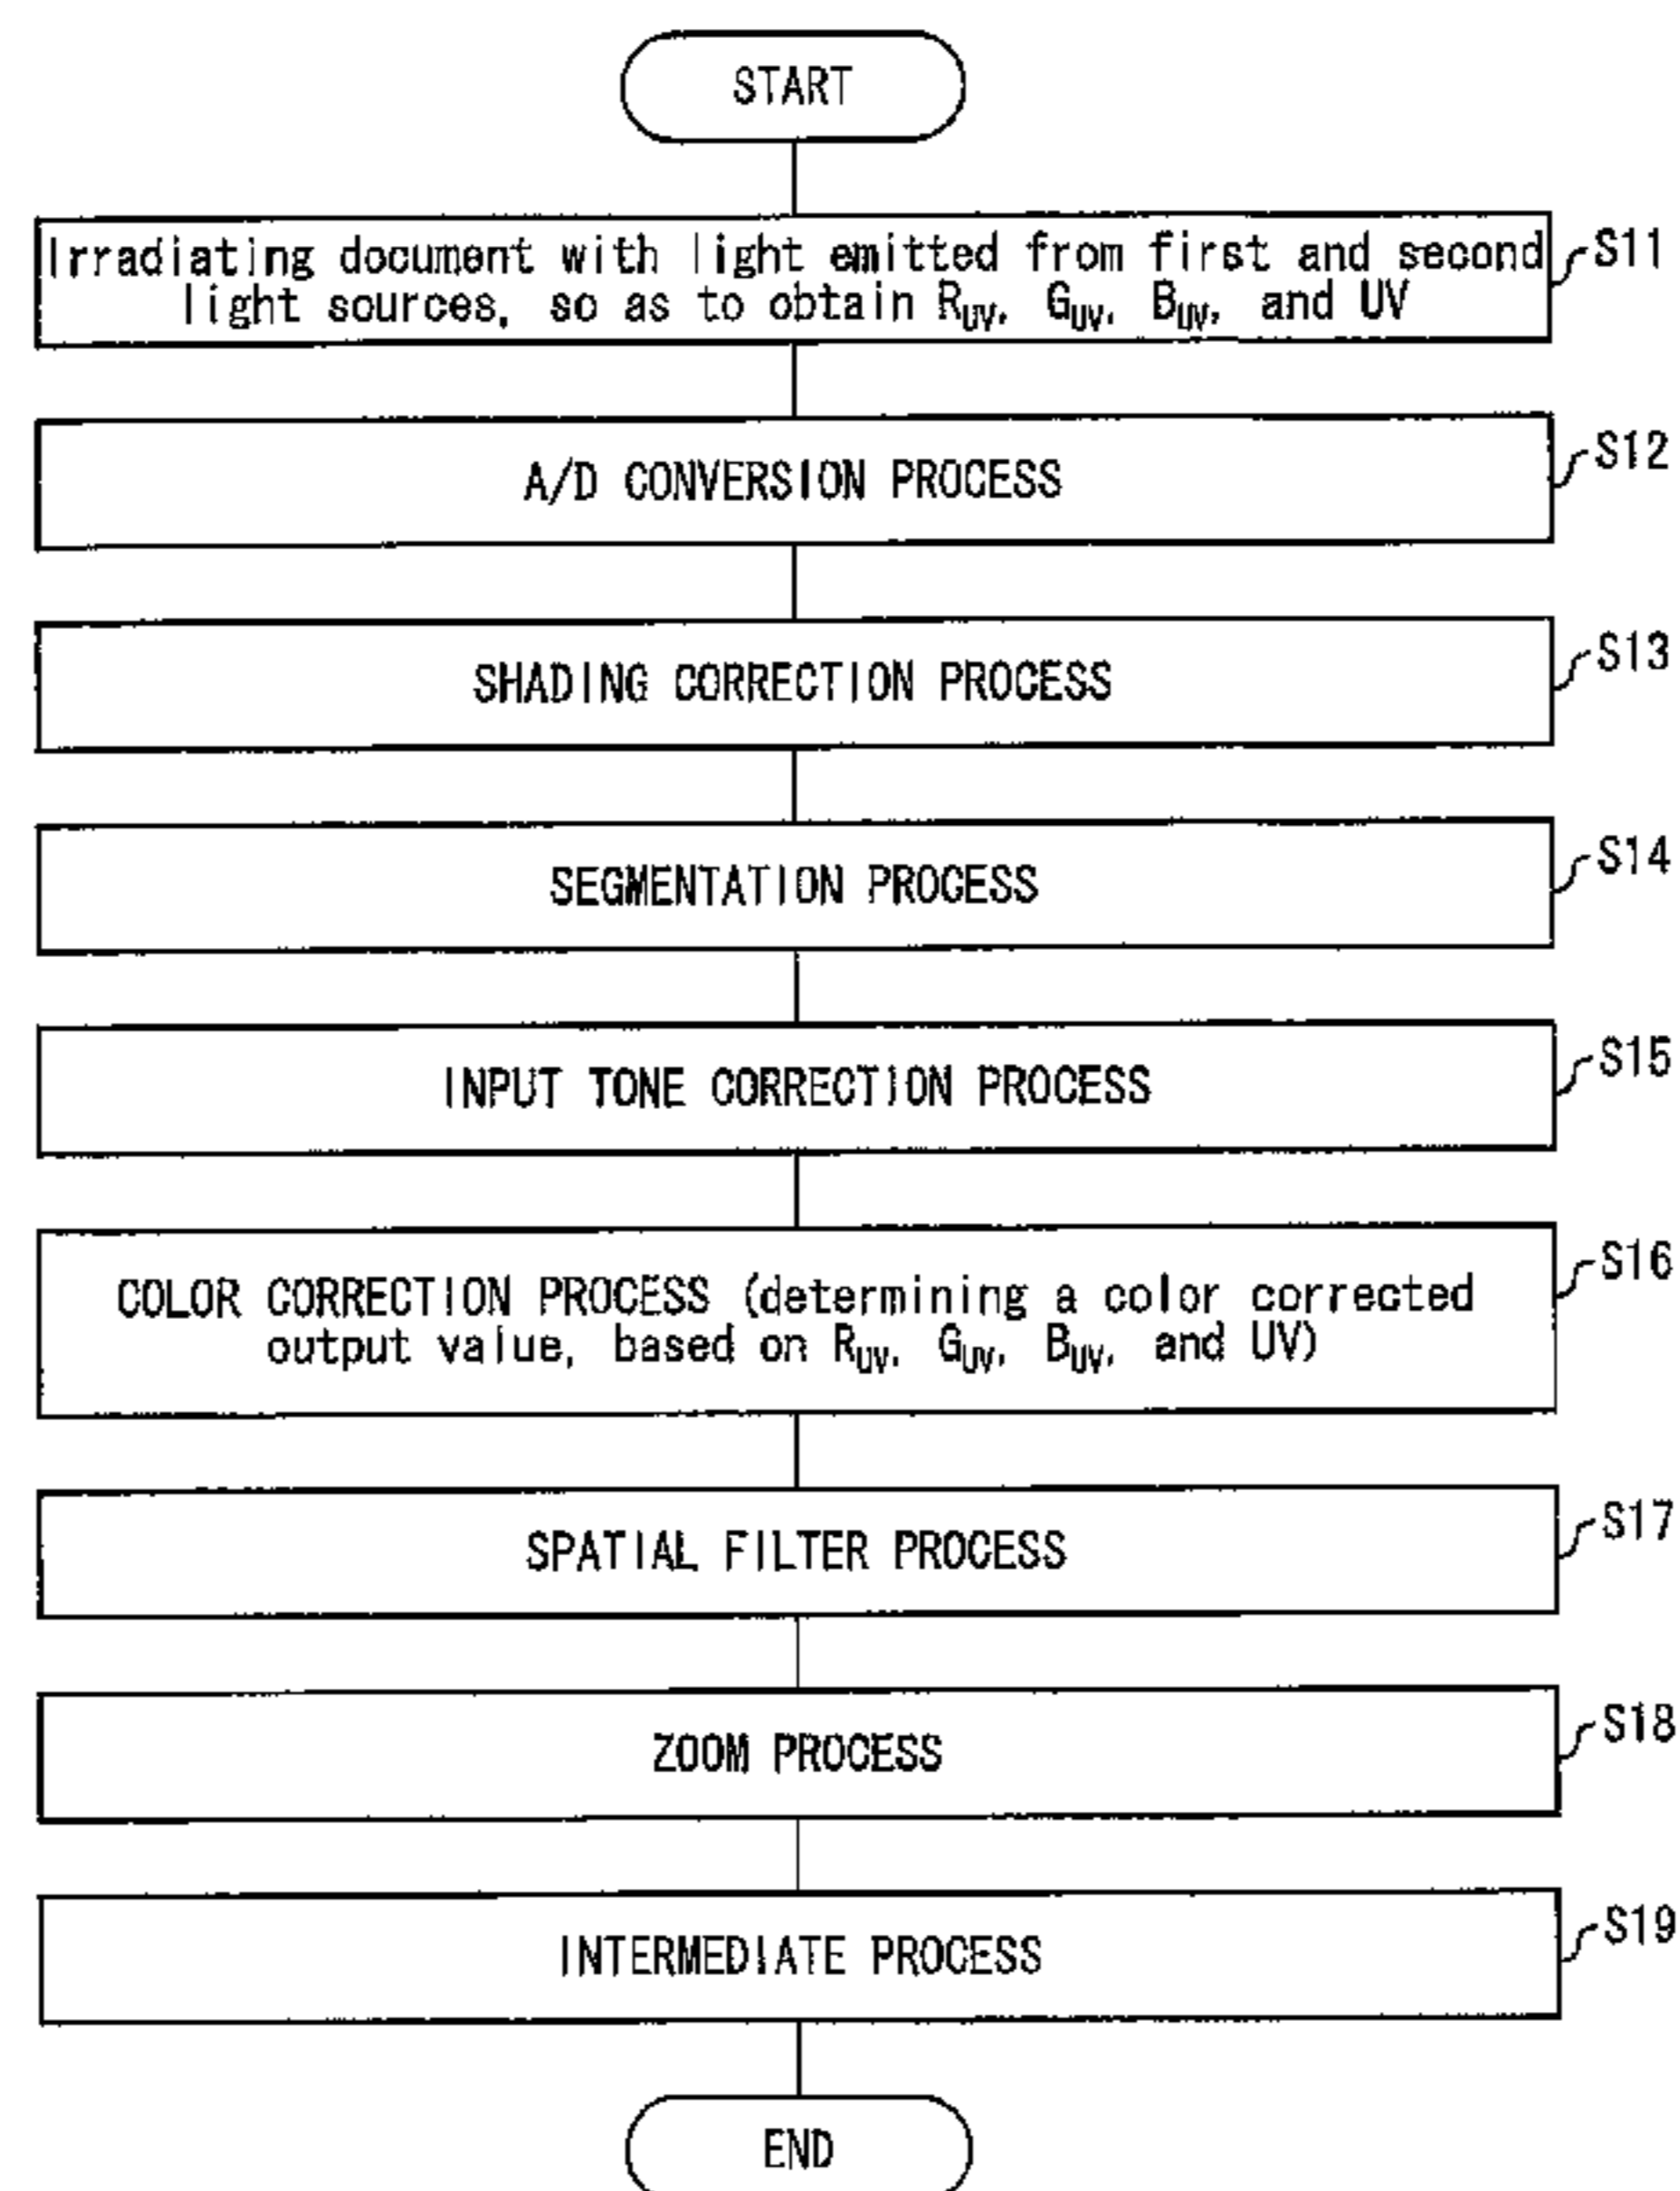 START
Irradiating document with light emitted from first and second
light sources, so as to obtain R_UV, G_UV, B_UV, and UV
S11
A/D CONVERSION PROCESS
S12
SHADING CORRECTION PROCESS
S13
SEGMENTATION PROCESS
S14
INPUT TONE CORRECTION PROCESS
S15
COLOR CORRECTION PROCESS (determining a color corrected
output value, based on R_UV, G_UV, B_UV, and UV)
S16
SPATIAL FILTER PROCESS
S17
ZOOM PROCESS
S18
INTERMEDIATE PROCESS
S19
END